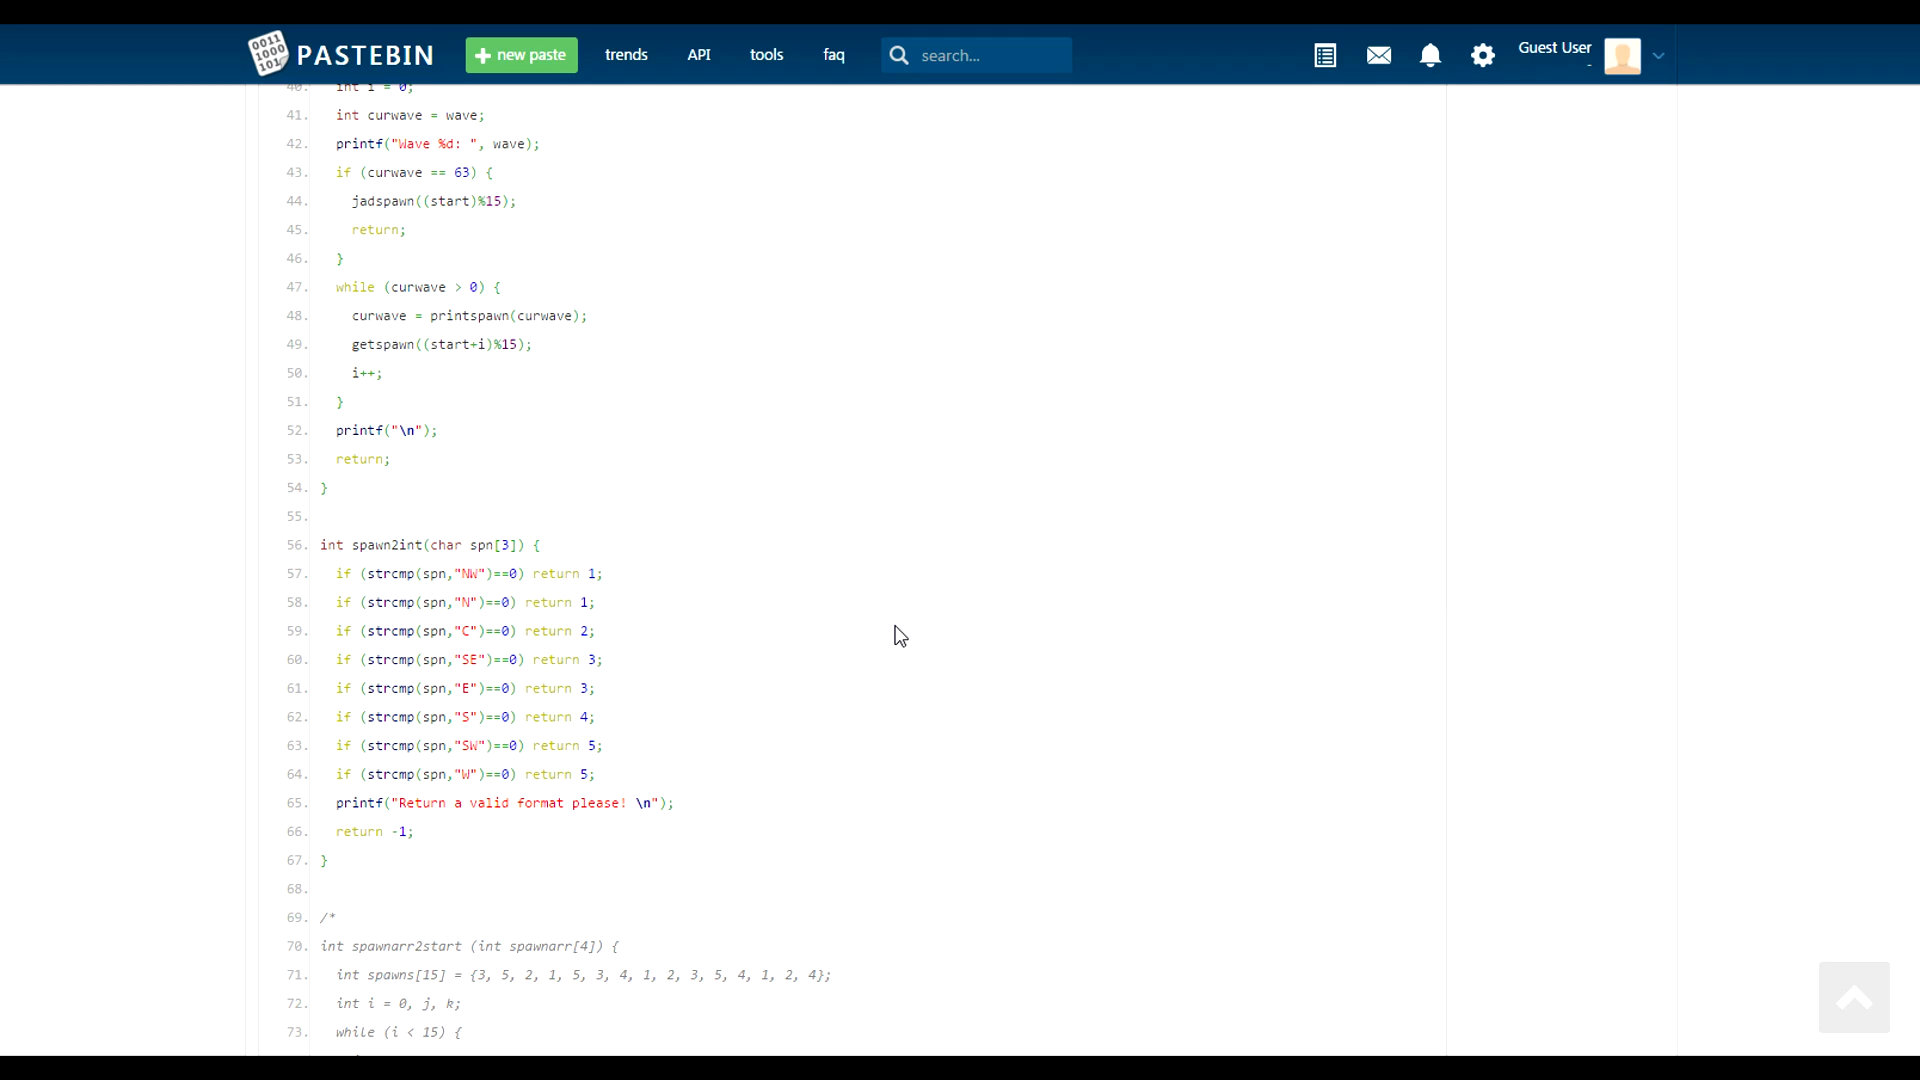 0011 1000 101 PASTEBIN + new paste trends API tools faq search... Guest User -
40. int i = 0;
41. int curwave = wave;
42. printf("Wave %d: ", wave);
43. if (curwave == 63) {
44. jadspawn((start)%15);
45. return;
46. }
47. while (curwave > 0) {
48. curwave = printspawn(curwave);
49. getspawn((start+i)%15);
50. i++;
51. }
52. printf("\n");
53. return;
54. }
55.
56. int spawn2int(char spn[3]) {
57. if (strcmp(spn,"NW")==0) return 1;
58. if (strcmp(spn,"N")==0) return 1;
59. if (strcmp(spn,"C")==0) return 2;
60. if (strcmp(spn,"SE")==0) return 3;
61. if (strcmp(spn,"E")==0) return 3;
62. if (strcmp(spn,"S")==0) return 4;
63. if (strcmp(spn,"SW")==0) return 5;
64. if (strcmp(spn,"W")==0) return 5;
65. printf("Return a valid format please! \n");
66. return -1;
67. }
68.
69. /*
70. int spawnarr2start (int spawnarr[4]) {
71. int spawns[15] = {3, 5, 2, 1, 5, 3, 4, 1, 2, 3, 5, 4, 1, 2, 4};
72. int i = 0, j, k;
73. while (i < 15) {